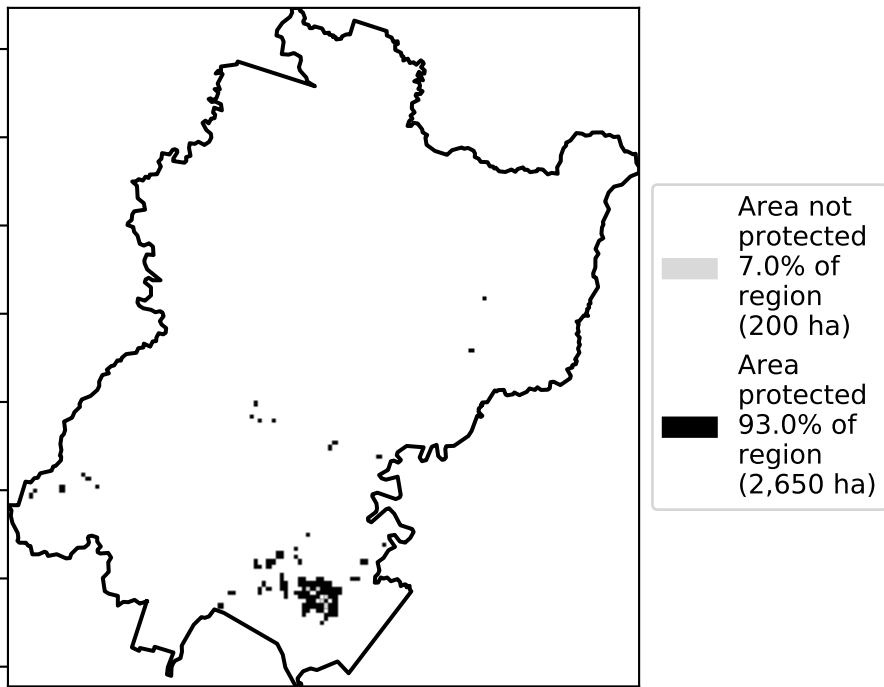 Area not
protected
7.0% of
region
(200 ha)
Area
protected
93.0% of
region
(2,650 ha)